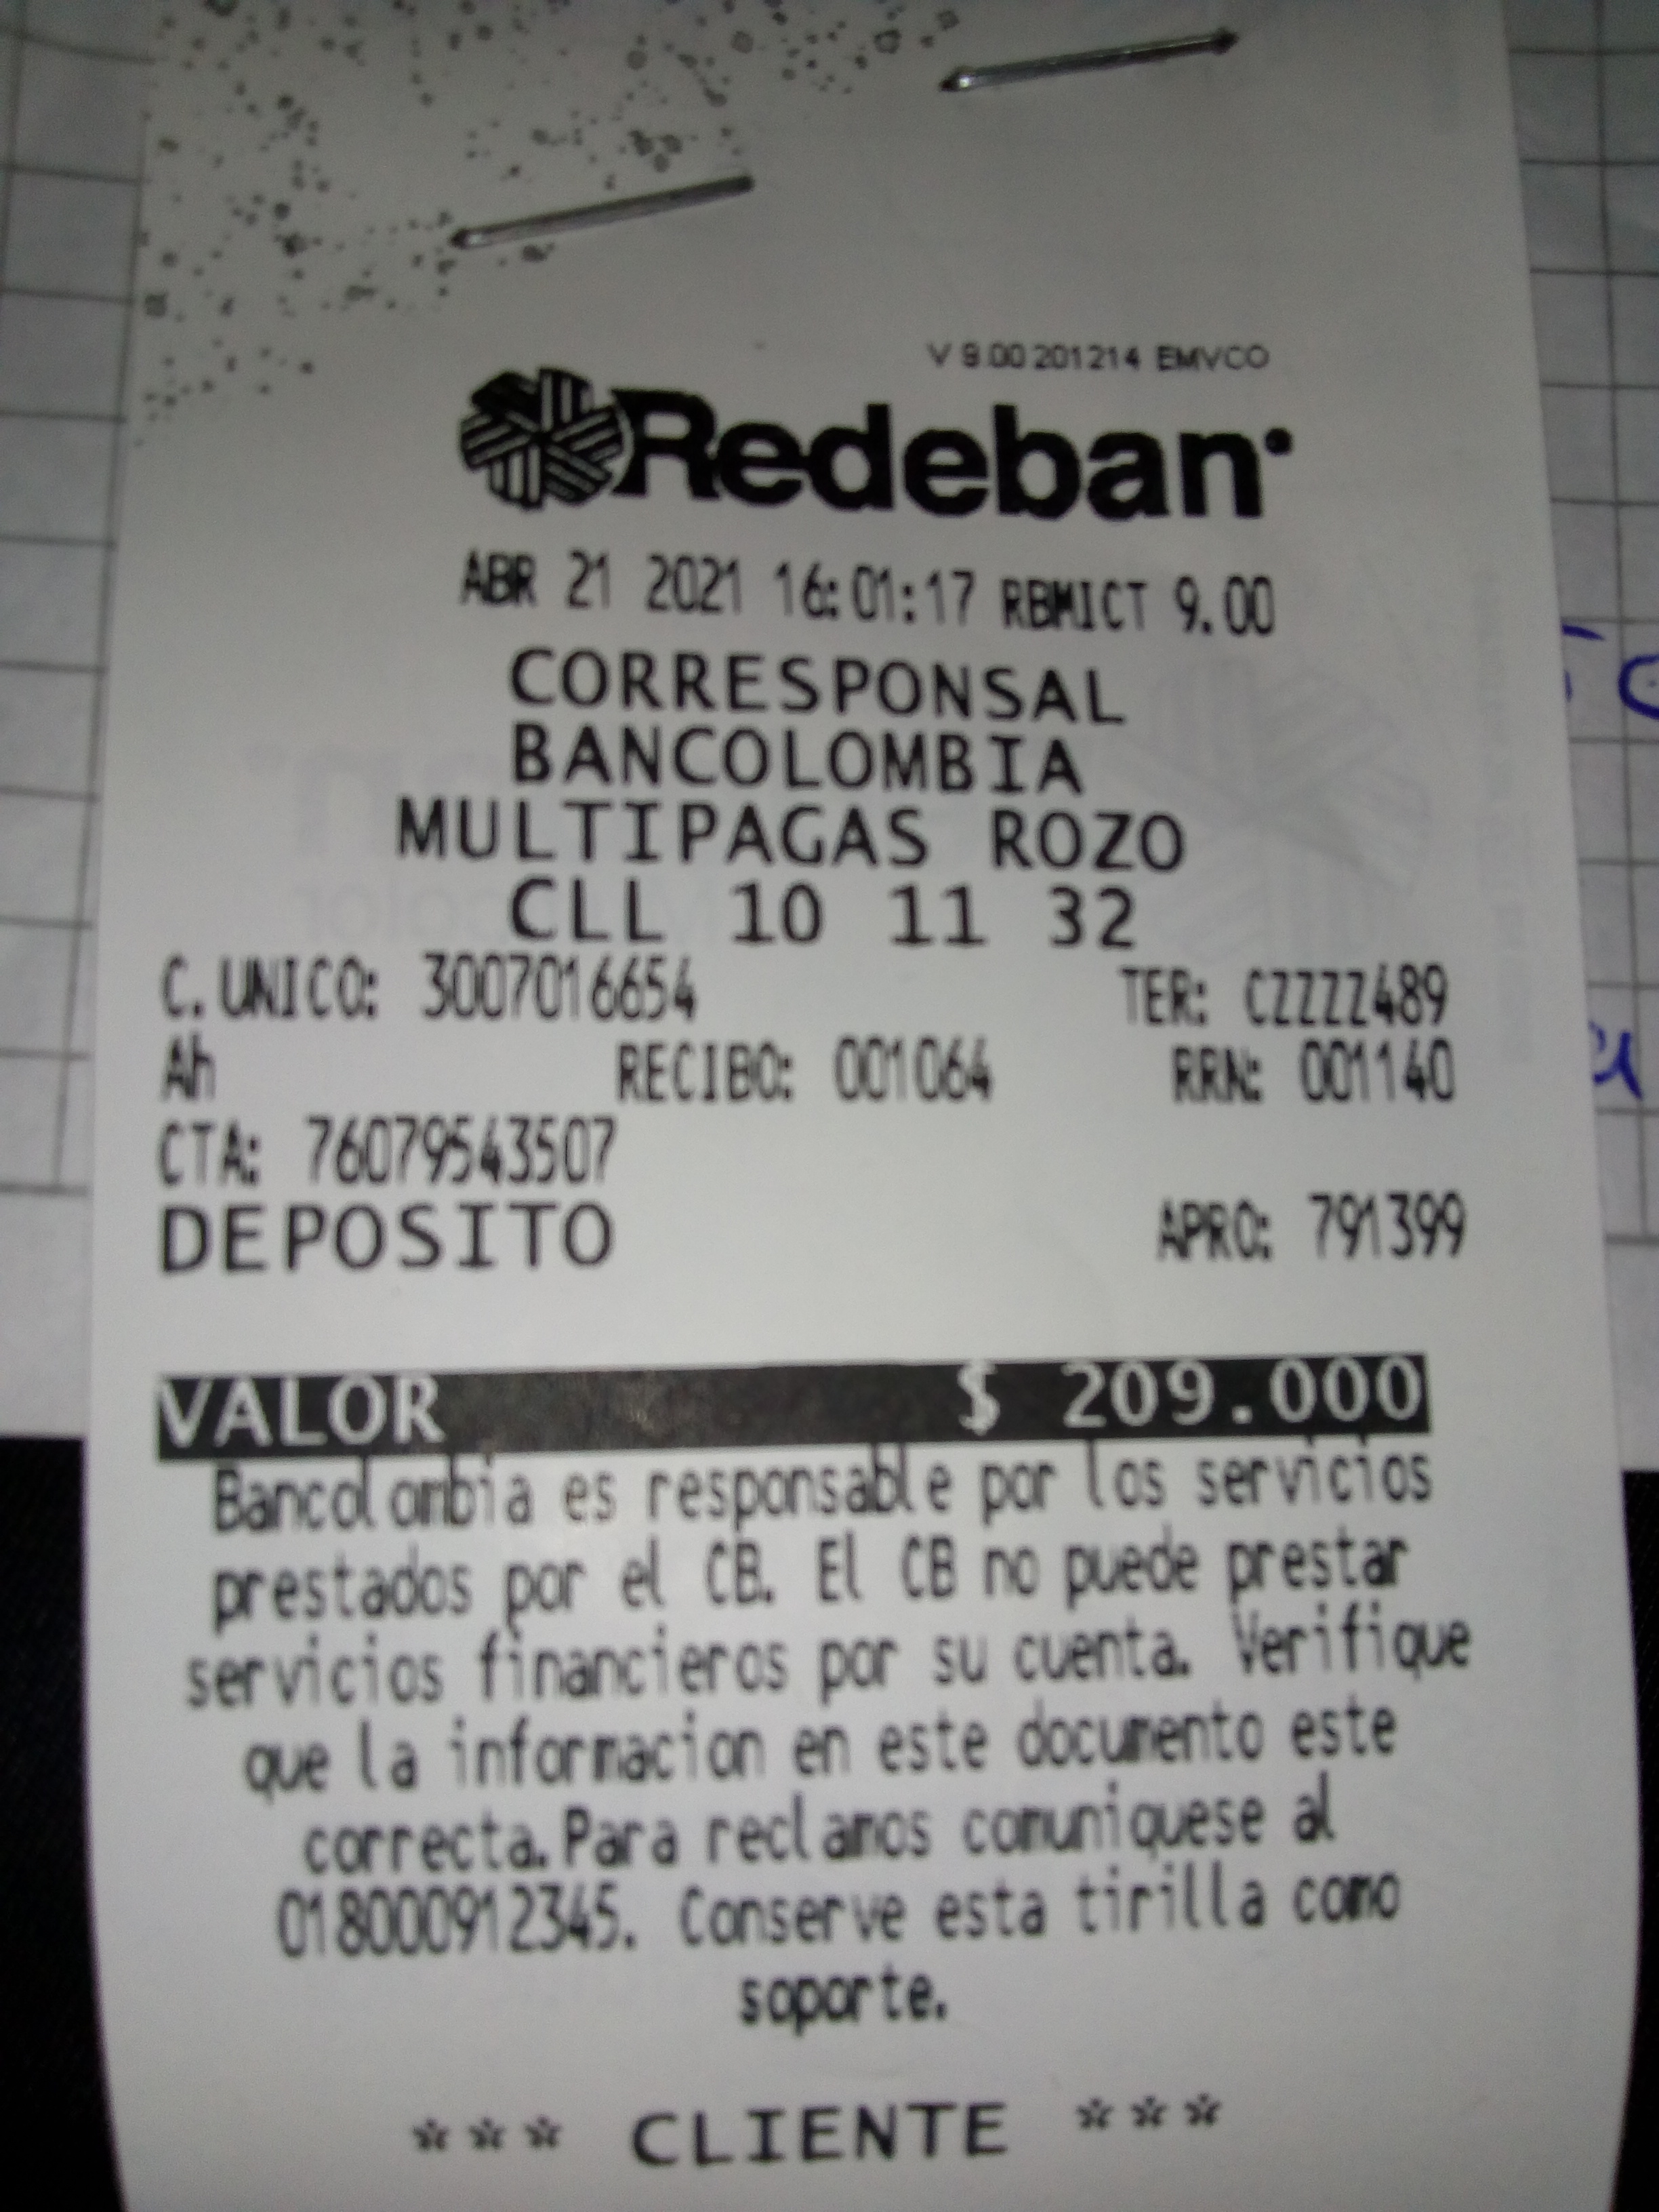 V 9.00 201214 EMVCO
Redeban
ABR 21 2021 16:01:17 RBMICT 9.00
CORRESPONSAL
BANCOLOMBIA
MULTIPAGAS ROZO
CLL 10 11 32
C. UNICO: 3007016654 TER: CZZZZ489
Ah RECIBO: 001064 RRN: 001140
CTA: 76079543507
DEPOSITO APRO: 791399
VALOR $ 209.000
Bancolombia es responsable por los servicios
prestados por el CB. El CB no puede prestar
servicios financieros por su cuenta. Verifique
que la informacion en este documento este
correcta. Para reclamos comuniquese al
018000912345. Conserve esta tirilla como
soporte.
*** CLIENTE ***